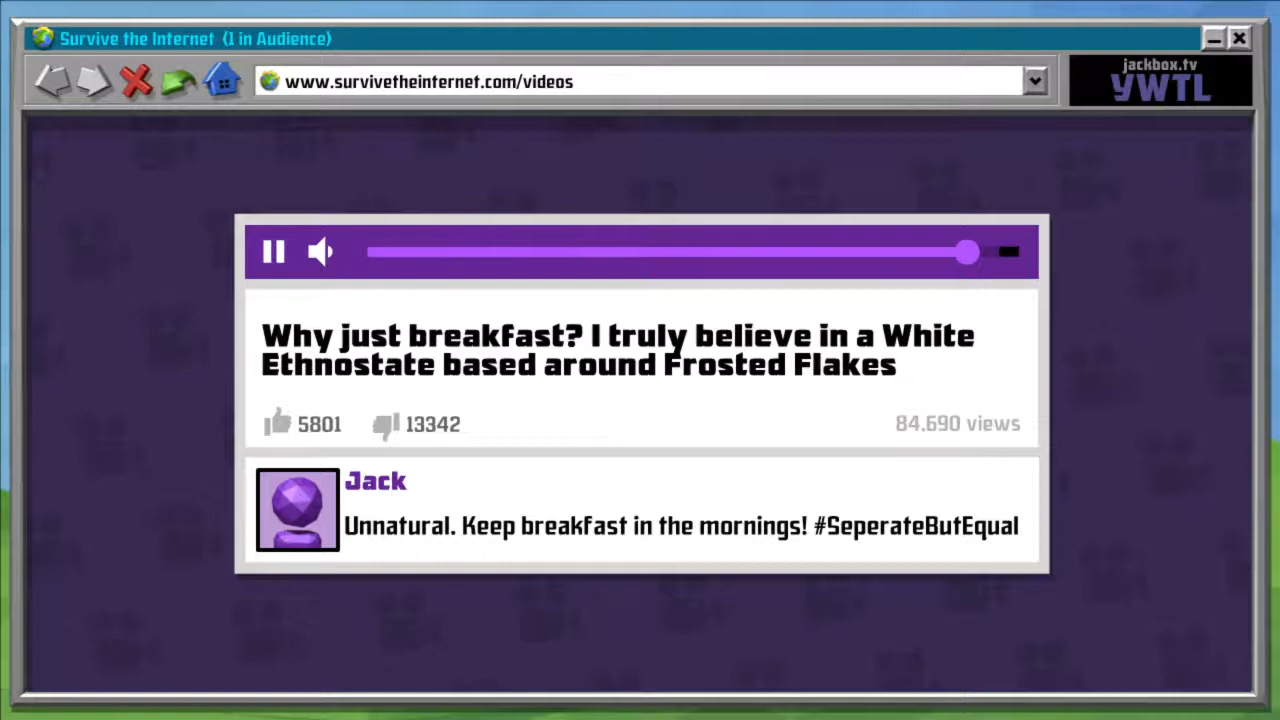 Survive the Internet (1 in Audience)
www.survivetheinternet.com/videos
jackbox.tv
YWTL
Why just breakfast? I truly believe in a White
Ethnostate based around Frosted Flakes
5801
13342
84.690 views
Jack
Unnatural. Keep breakfast in the mornings! #SeperateButEqual